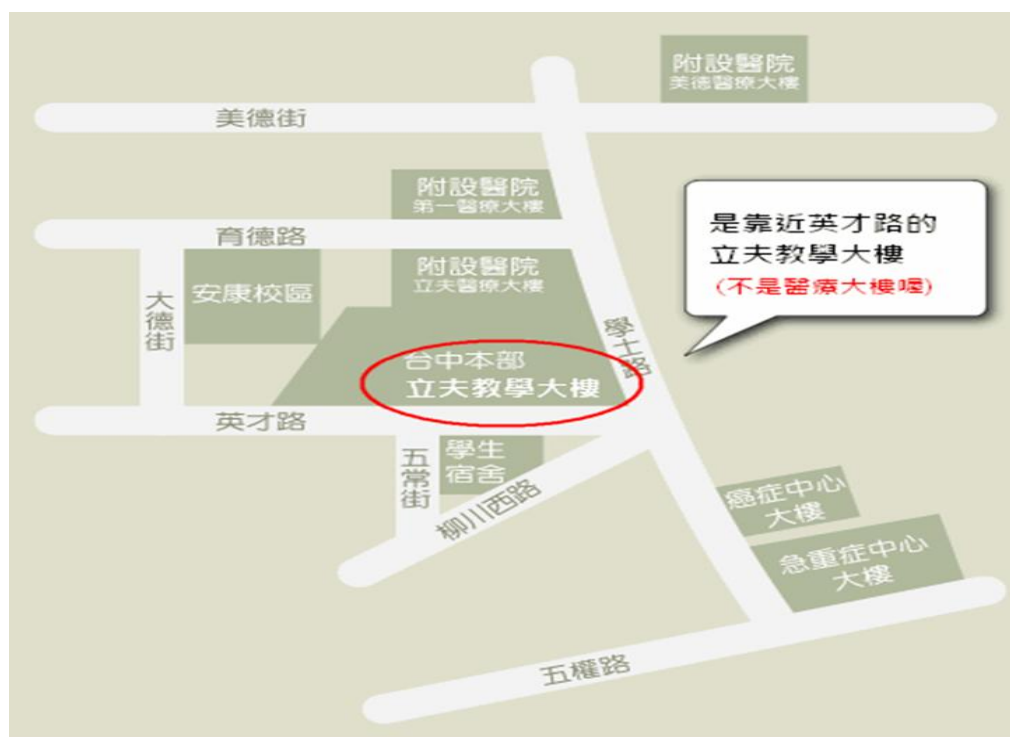 附設醫院
美德醫療大樓
美德街
附設醫院
第一醫療大樓
是靠近英才路的
立夫教學大樓
(不是醫療大樓喔)
育德路
附設醫院
立夫醫療大樓
安康校區
大德街
學士路
台中本部
立夫教學大樓
英才路
五常街
學生
宿舍
柳川西路
癌症中心
大樓
急重症中心
大樓
五權路